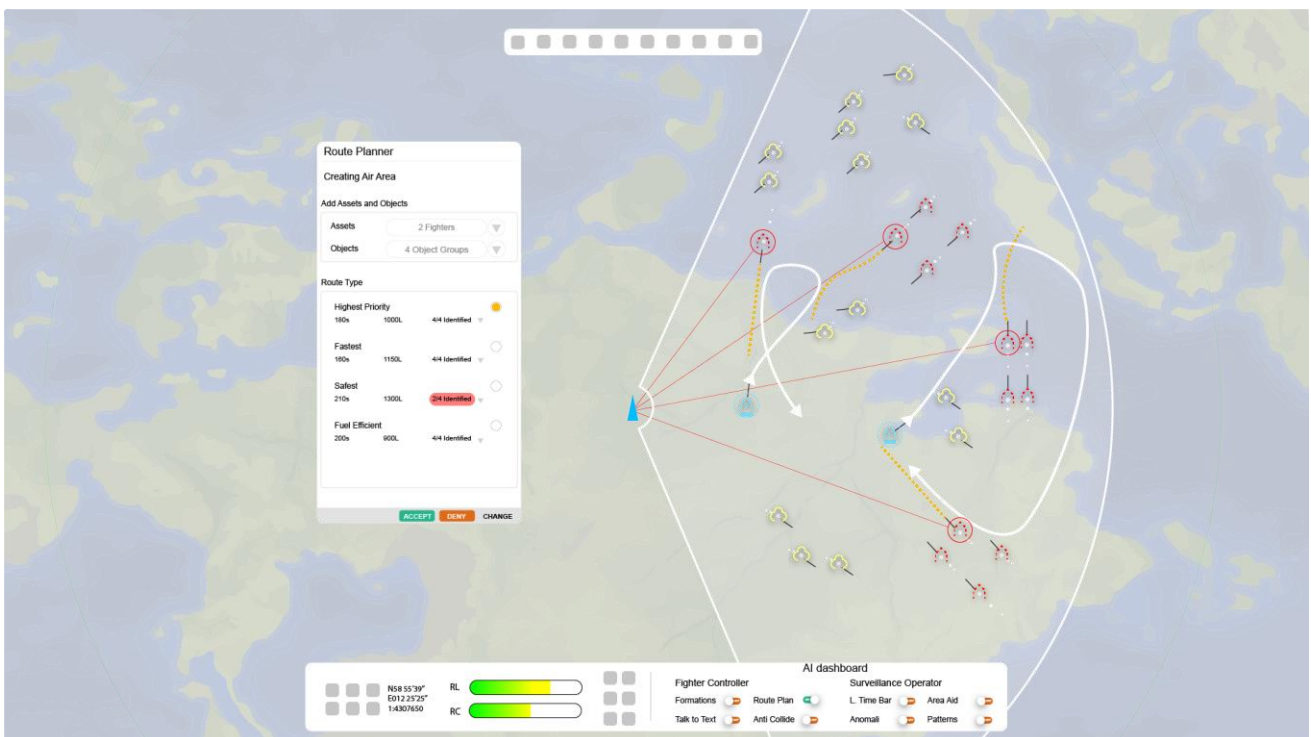 Route Planner
Creating Air Area
Add Assets and Objects
Assets 2 Fighters
Objects 4 Object Groups
Route Type
Highest Priority
180s 1000L 4/4 Identified
Fastest
160s 1150L 4/4 Identified
Safest
210s 1300L 2/4 Identified
Fuel Efficient
200s 900L 4/4 Identified
ACCEPT DENY CHANGE
N58 55'39"
E012 25'25"
1:4307650
RL
RC
AI dashboard
Fighter Controller Surveillance Operator
Formations Route Plan L. Time Bar Area Aid
Talk to Text Anti Collide Anomali Patterns